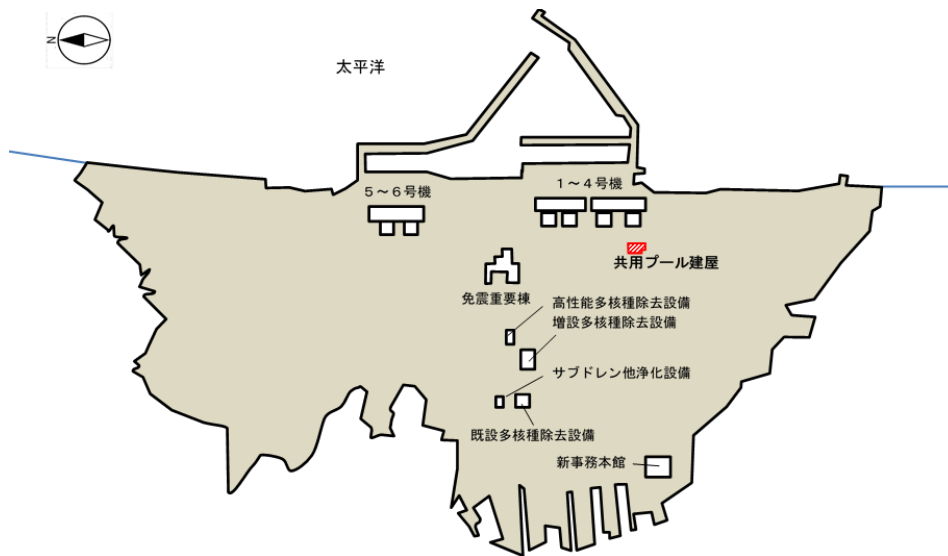 N
太平洋
5～6号機
1～4号機
共用プール建屋
免震重要棟
高性能多核種除去設備
増設多核種除去設備
サブドレン他浄化設備
既設多核種除去設備
新事務本館